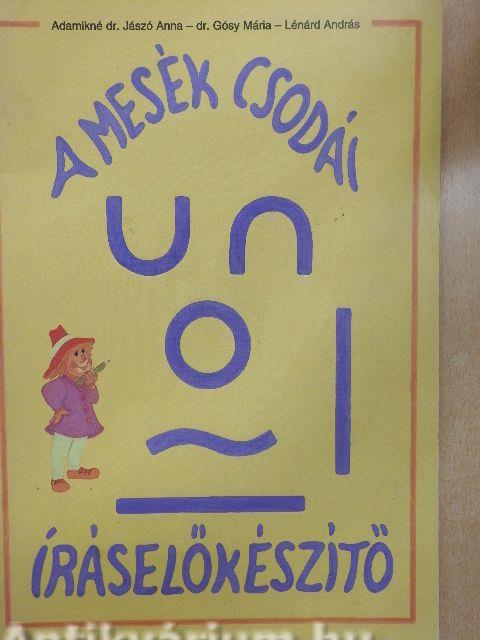 Adamikné dr. Jászó Anna – dr. Gósy Mária – Lénárd András
A MESÉK CSODÁI
ÍRÁSELŐKÉSZÍTŐ
Antikvárium.hu